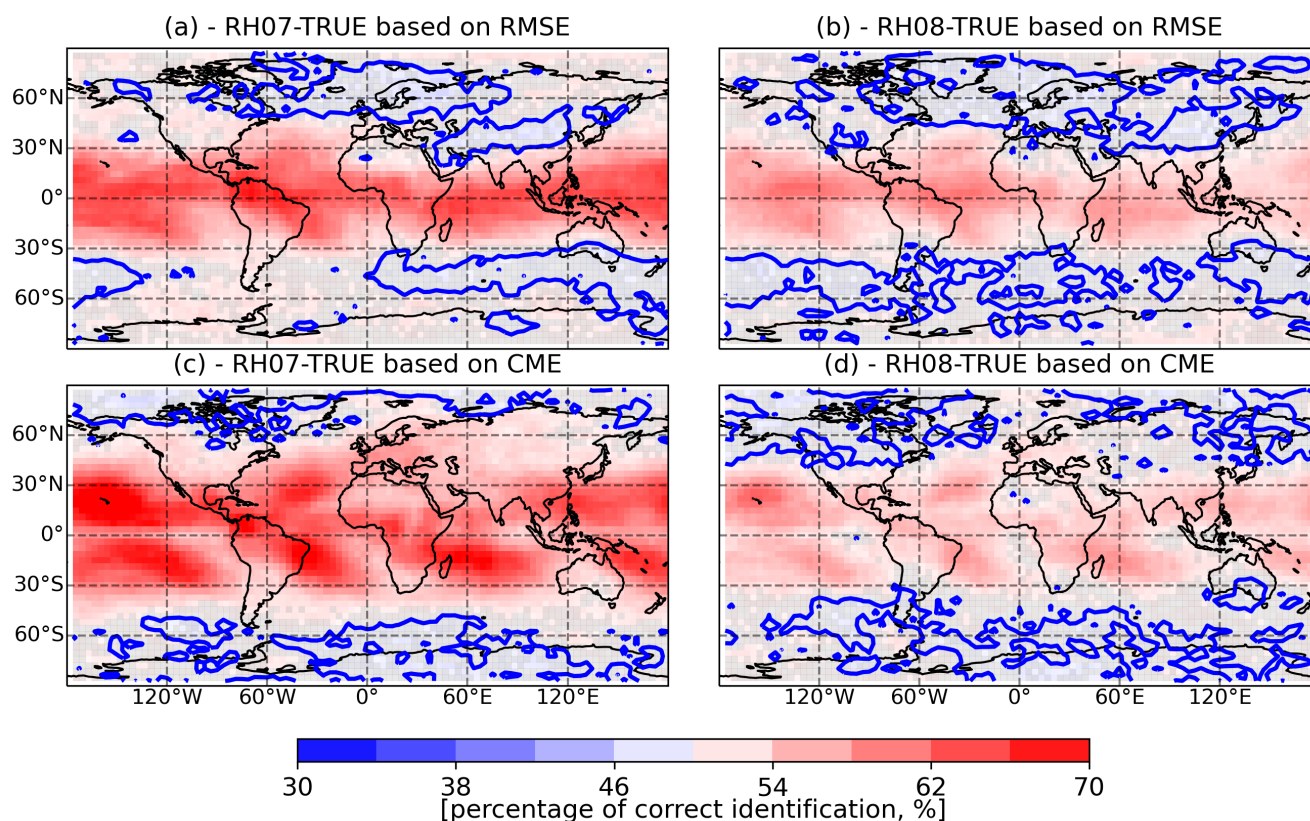 (a) - RH07-TRUE based on RMSE
(b) - RH08-TRUE based on RMSE
60°N
30°N
0°
30°S
60°S
(c) - RH07-TRUE based on CME
(d) - RH08-TRUE based on CME
60°N
30°N
0°
30°S
60°S
120°W 60°W 0° 60°E 120°E
120°W 60°W 0° 60°E 120°E
30 38 46 54 62 70
[percentage of correct identification, %]